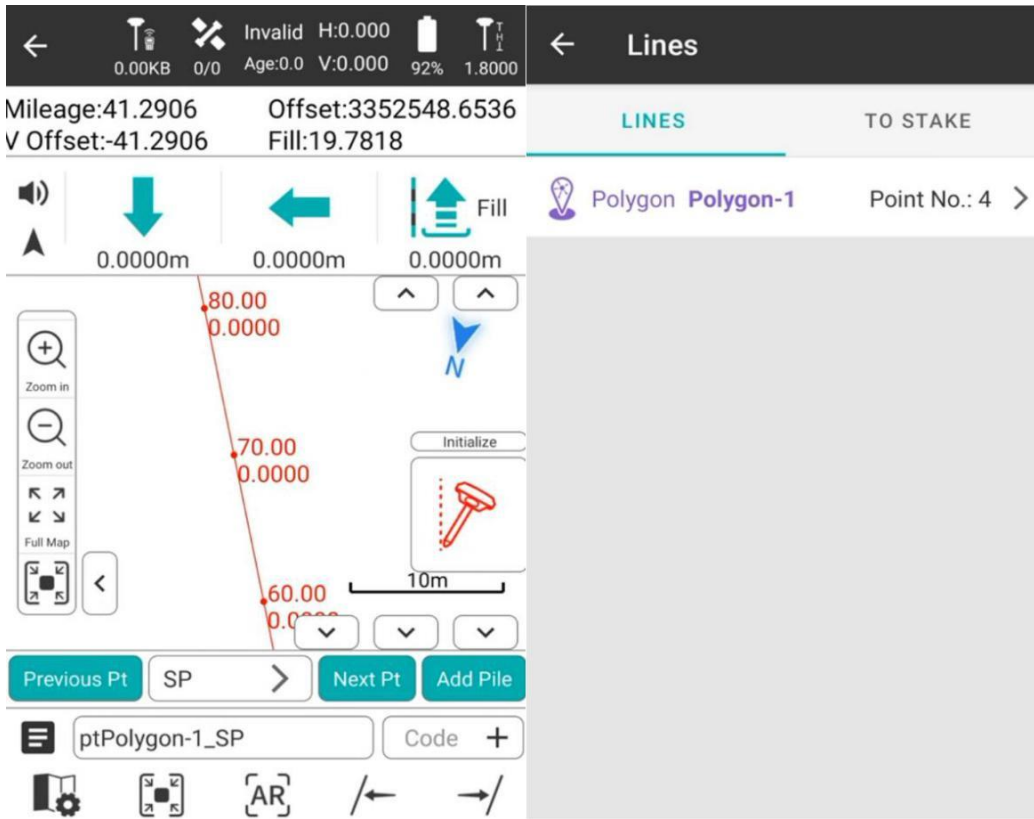 Invalid H:0.000
0.00KB 0/0 Age:0.0 V:0.000 92% 1.8000
Mileage:41.2906 Offset:3352548.6536
V Offset:-41.2906 Fill:19.7818
Fill
0.0000m 0.0000m 0.0000m
80.00
0.0000
N
Zoom in
Initialize
70.00
0.0000
Zoom out
Full Map
10m
60.00
Previous Pt SP Next Pt Add Pile
ptPolygon-1_SP Code +
AR
Lines
LINES TO STAKE
Polygon Polygon-1 Point No.: 4